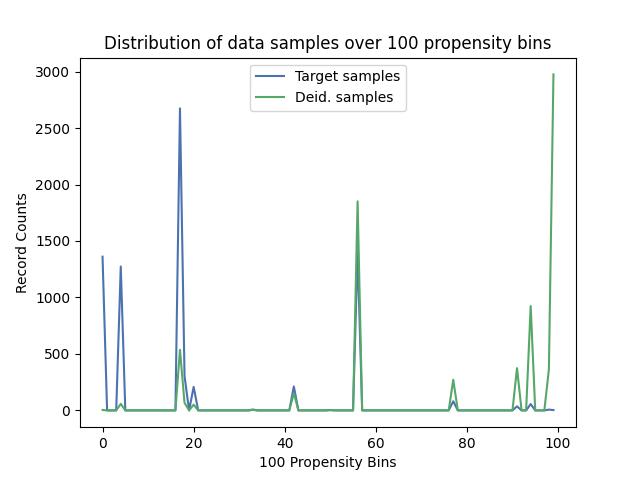 Distribution of data samples over 100 propensity bins
Target samples
Deid. samples
3000
2500
2000
1500
1000
500
0
Record Counts
0 20 40 60 80 100
100 Propensity Bins